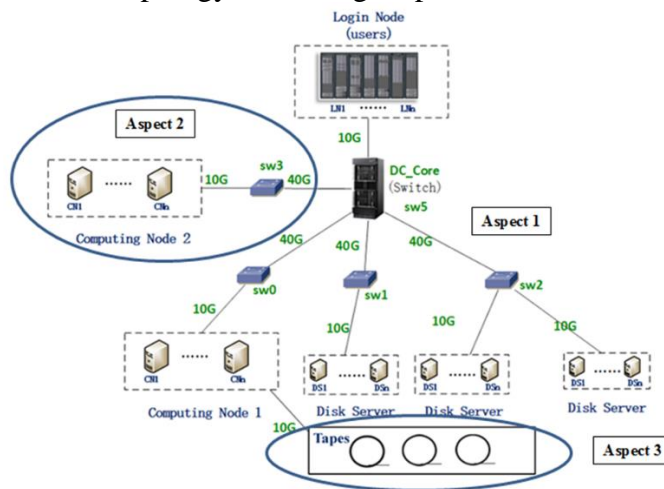 Login Node
(users)
LN1 ...... LNn
10G
Aspect 2
sw3
10G
40G
DC_Core
(Switch)
sw5
CN1 ...... CNn
Computing Node 2
Aspect 1
40G
40G
40G
sw0
sw1
sw2
10G
10G
10G
10G
CN1 ...... CNn
DS1 DSn
DS1 DSn
DS1 DSn
Computing Node 1
Disk Server
Disk Server
Disk Server
10G
Tapes
Aspect 3